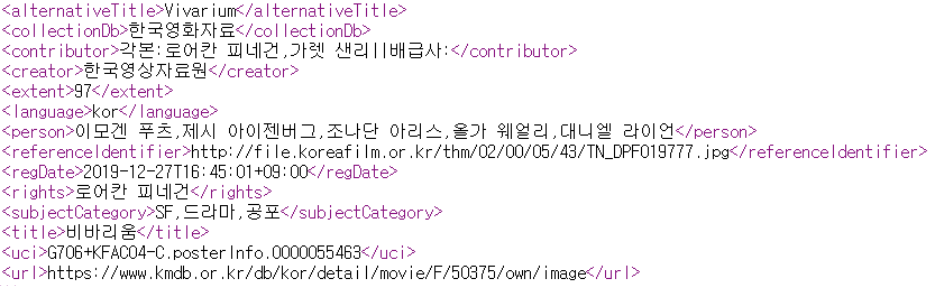 <alternativeTitle>Vivarium</alternativeTitle>
<collectionDb>한국영화자료</collectionDb>
<contributor>각본:로어칸 피네건,가렛 샌리||배급사:</contributor>
<creator>한국영상자료원</creator>
<extent>97</extent>
<language>kor</language>
<person>이모겐 푸츠,제시 아이젠버그,조나단 아리스,올가 웨얼리,대니엘 라이언</person>
<referenceIdentifier>http://file.koreafilm.or.kr/thm/02/00/05/43/TN_DPF019777.jpg</referenceIdentifier>
<regDate>2019-12-27T16:45:01+09:00</regDate>
<rights>로어칸 피네건</rights>
<subjectCategory>SF,드라마,공포</subjectCategory>
<title>비바리움</title>
<uci>G706+KFAC04-C.posterInfo.0000055463</uci>
<url>https://www.kmdb.or.kr/db/kor/detail/movie/F/50375/own/image</url>